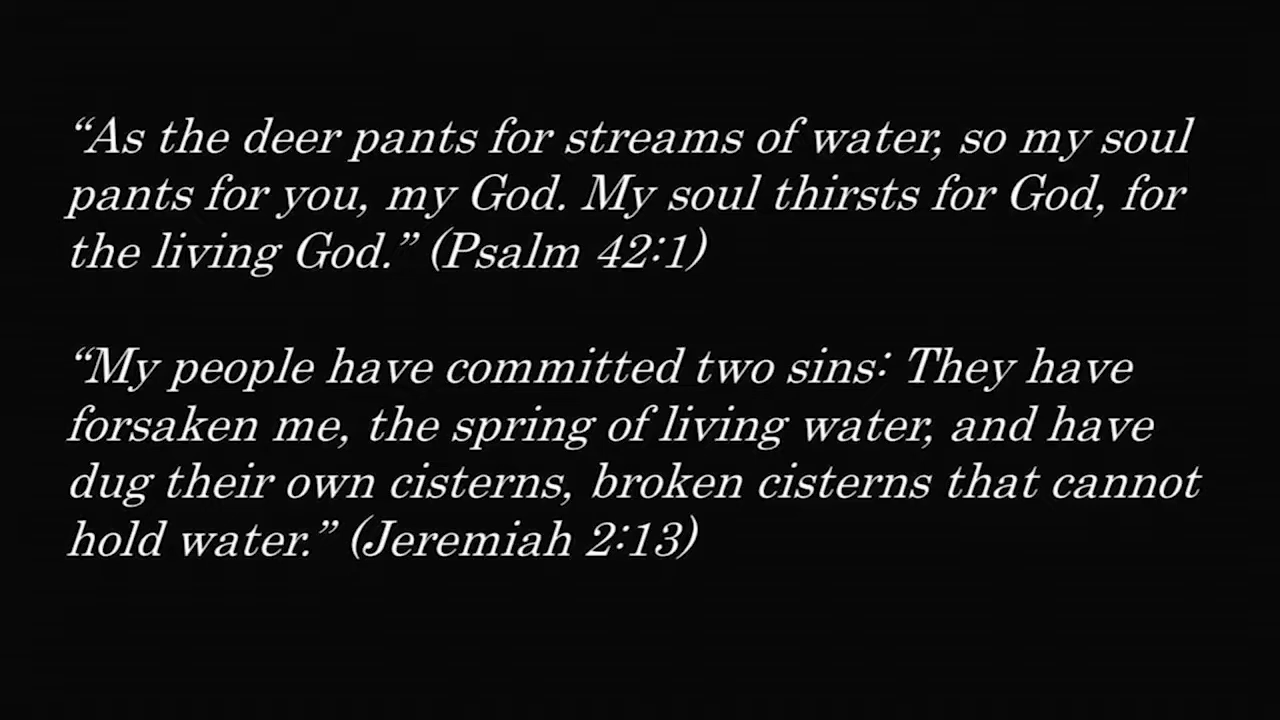 “As the deer pants for streams of water, so my soul
pants for you, my God. My soul thirsts for God, for
the living God.” (Psalm 42:1)
“My people have committed two sins: They have
forsaken me, the spring of living water, and have
dug their own cisterns, broken cisterns that cannot
hold water.” (Jeremiah 2:13)